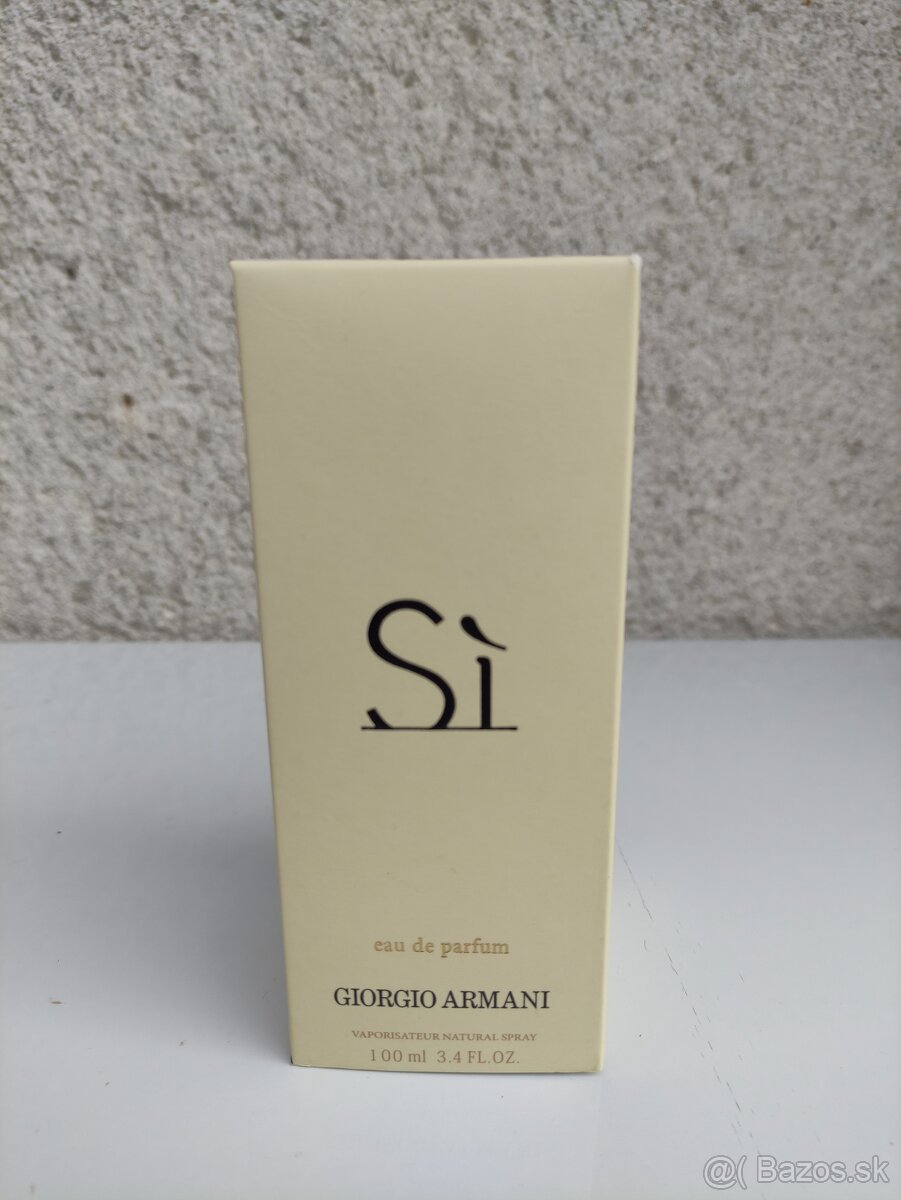 Sì
eau de parfum
GIORGIO ARMANI
VAPORISATEUR NATURAL SPRAY
100 ml 3.4 FL.OZ.
@( Bazos.sk